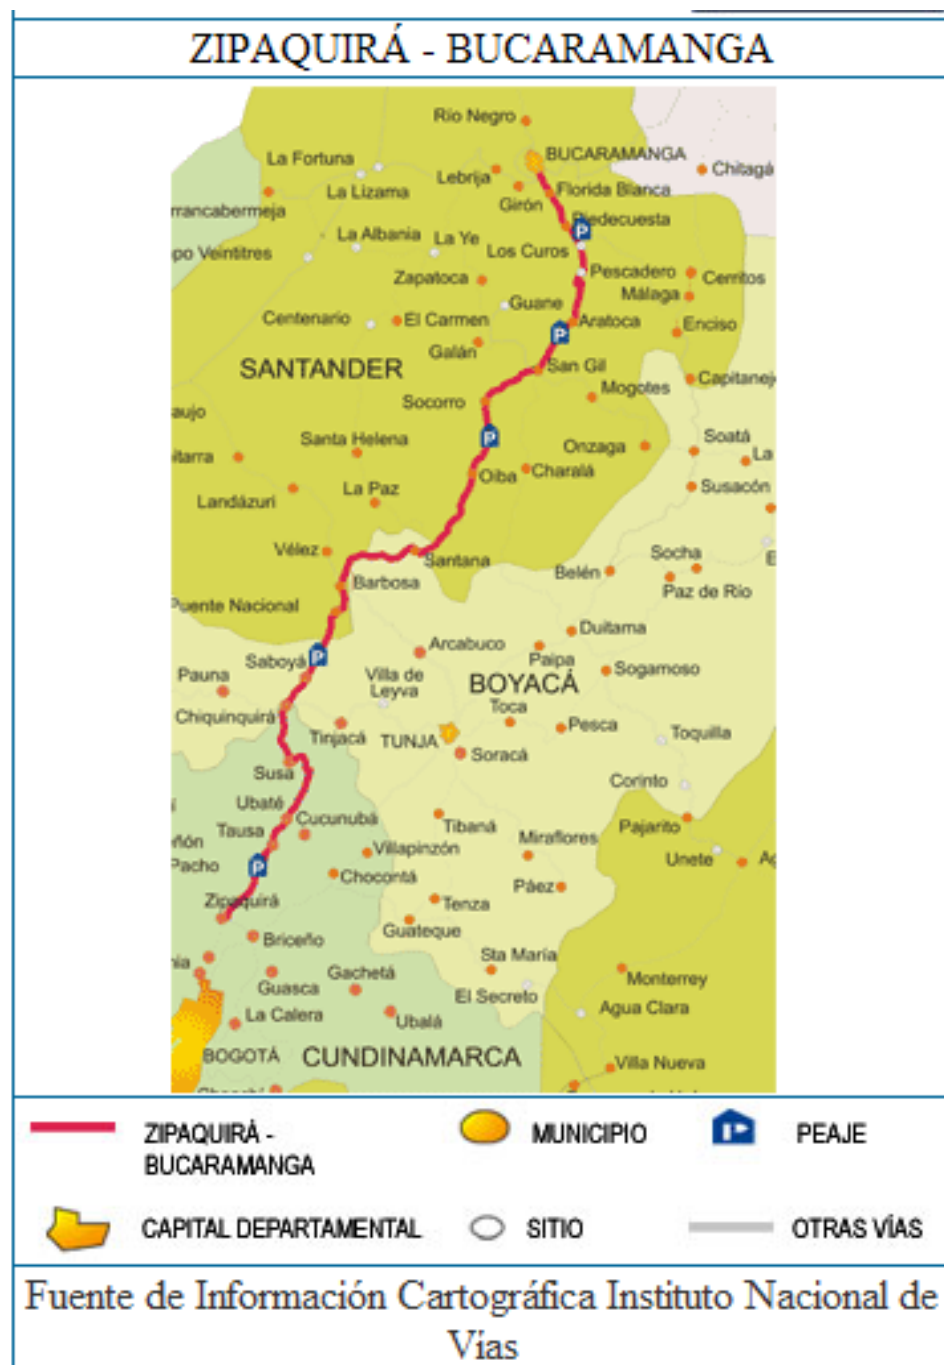 ZIPAQUIRÁ - BUCARAMANGA
Río Negro
BUCARAMANGA
La Fortuna
Chitagá
Lebrija
La Lizama
Florida Blanca
Girón
rrancabermeja
Piedecuesta
La Albania
La Ye
Los Curos
po Veintitres
Pescadero
Cerritos
Zapatoca
Málaga
Guane
Centenario
El Carmen
Aratoca
Enciso
Galán
SANTANDER
San Gil
Capitanej
Mogotes
Socorro
aujo
Santa Helena
Onzaga
Soatá
itarra
La
Oiba
Charalá
Landázuri
La Paz
Susacón
Vélez
Santana
Socha
E
Belén
Barbosa
Paz de Río
Puente Nacional
Duitama
Arcabuco
Saboyá
Paipa
Pauna
Villa de
Leyva
BOYACÁ
Sogamoso
Chiquinquirá
Toca
Tinjacá
TUNJA
Pesca
Toquilla
Soracá
Susa
Corinto
Ubaté
Cucunubá
Tausa
Tibaná
Pajarito
ñón
Villapinzón
Miraflores
Pacho
Unete
Chocontá
Páez
Zipaquirá
Tenza
Guateque
Briceño
Sta María
nia
Gachetá
Guasca
Monterrey
El Secreto
La Calera
Ubalá
Agua Clara
BOGOTÁ
CUNDINAMARCA
Villa Nueva
ZIPAQUIRÁ -
BUCARAMANGA
MUNICIPIO
PEAJE
CAPITAL DEPARTAMENTAL
SITIO
OTRAS VÍAS
Fuente de Información Cartográfica Instituto Nacional de
Vías